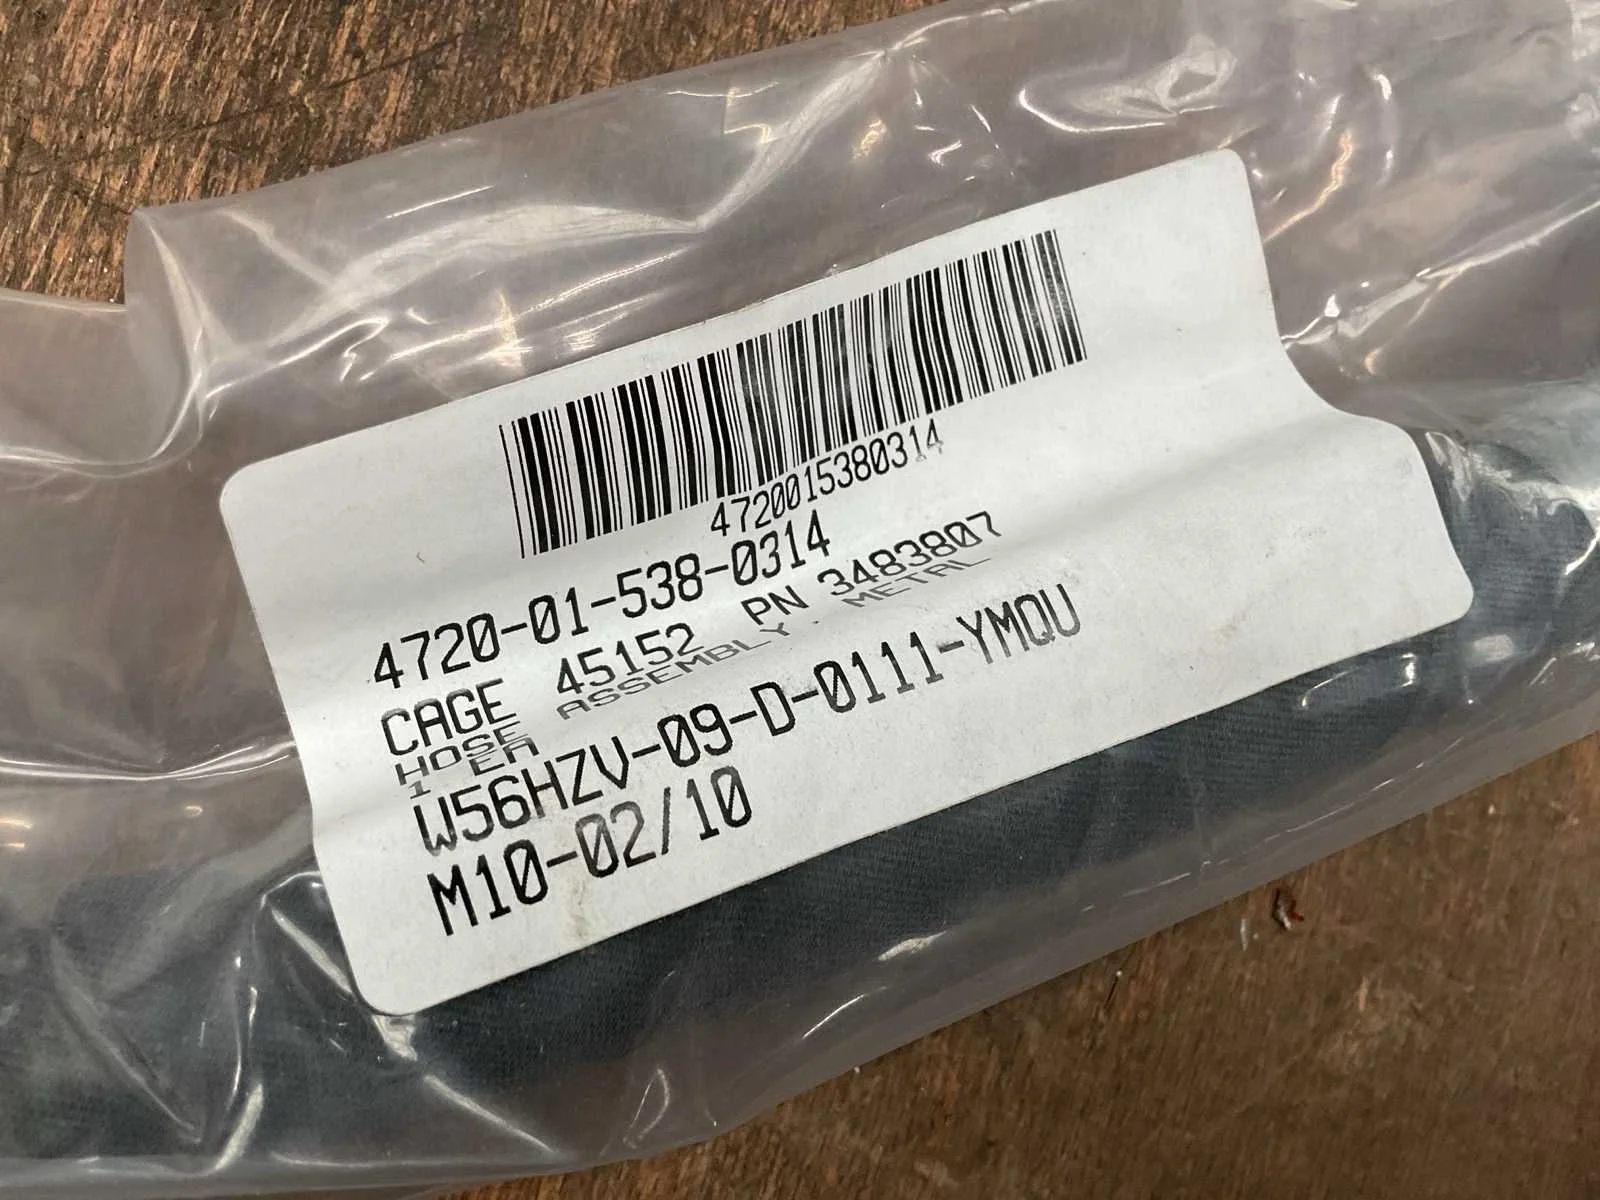 4720015380314
4720-01-538-0314
CAGE 45152 PN 3483807
HOSE ASSEMBLY, METAL
1 EA
W56HZV-09-D-0111-YMQU
M10-02/10